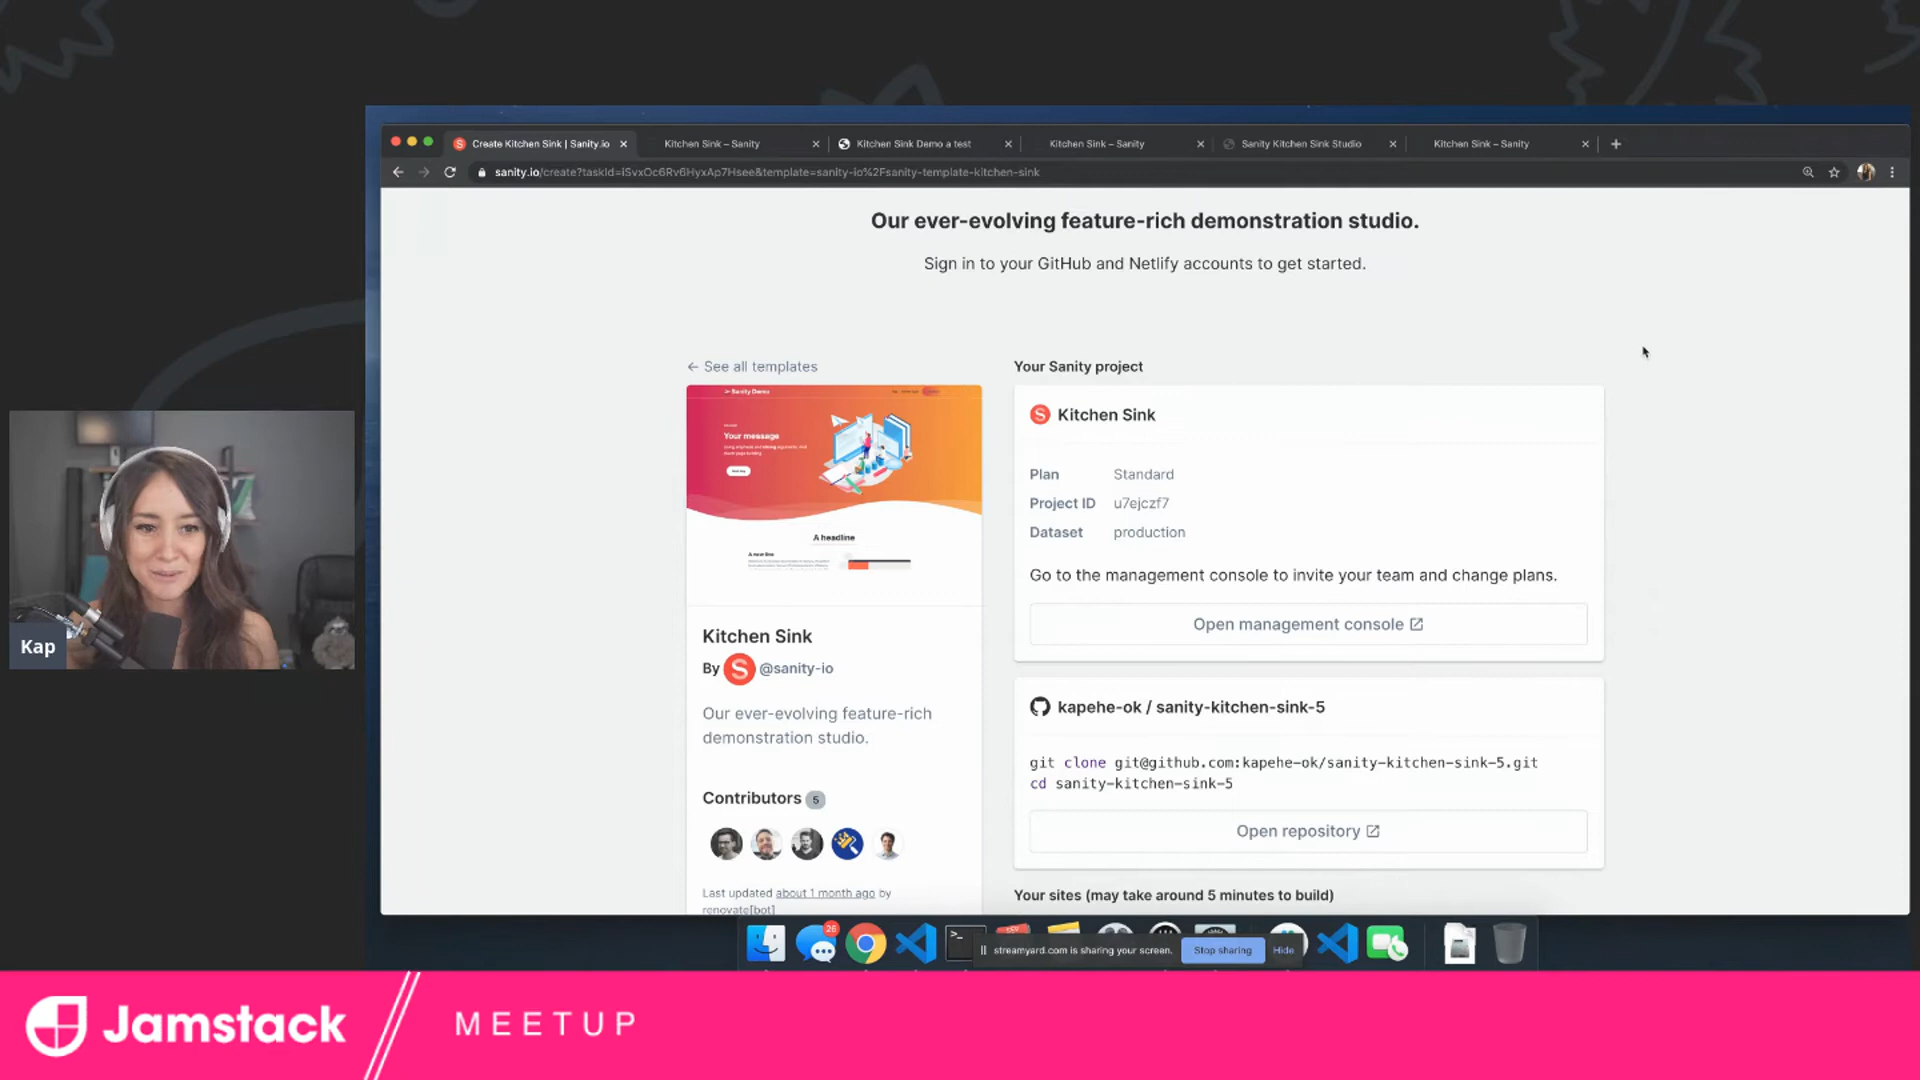 Create Kitchen Sink | Sanity.io
Kitchen Sink – Sanity
Kitchen Sink Demo a test
Kitchen Sink – Sanity
Sanity Kitchen Sink Studio
Kitchen Sink – Sanity
sanity.io/create?taskId=iSvxOc6Rv6HyxAp7Hsee&template=sanity-io%2Fsanity-template-kitchen-sink
Our ever-evolving feature-rich demonstration studio.
Sign in to your GitHub and Netlify accounts to get started.
← See all templates
Sanity Demo
Your message
A headline
A new line
Kitchen Sink
By S @sanity-io
Our ever-evolving feature-rich
demonstration studio.
Contributors 5
Last updated about 1 month ago by
renovate[bot]
Your Sanity project
S Kitchen Sink
Plan Standard
Project ID u7ejczf7
Dataset production
Go to the management console to invite your team and change plans.
Open management console
kapehe-ok / sanity-kitchen-sink-5
git clone git@github.com:kapehe-ok/sanity-kitchen-sink-5.git
cd sanity-kitchen-sink-5
Open repository
Your sites (may take around 5 minutes to build)
Kap
26
streamyard.com is sharing your screen.
Stop sharing
Hide
Jamstack
MEETUP